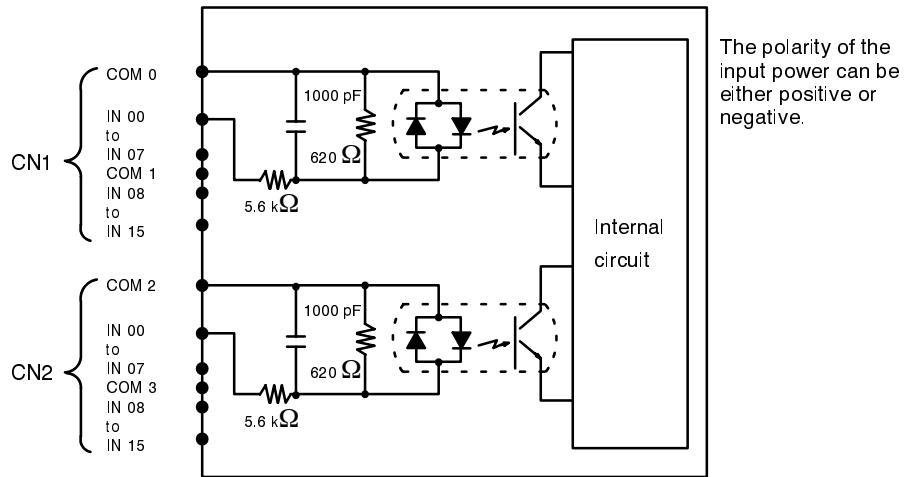 The polarity of the
input power can be
either positive or
negative.
CN1
COM 0
IN 00
to
IN 07
COM 1
IN 08
to
IN 15
1000 pF
620 Ω
5.6 kΩ
Internal
circuit
CN2
COM 2
IN 00
to
IN 07
COM 3
IN 08
to
IN 15
1000 pF
620 Ω
5.6 kΩ